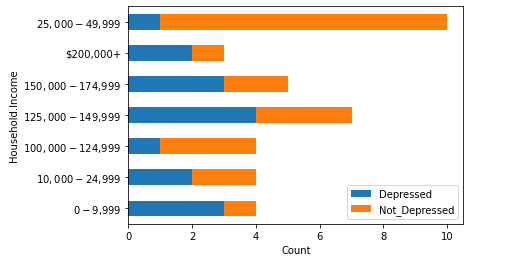 25,000 − 49,999
$200,000+
150,000 − 174,999
125,000 − 149,999
100,000 − 124,999
10,000 − 24,999
0 − 9,999
Household.Income
Depressed
Not_Depressed
0 2 4 6 8 10
Count